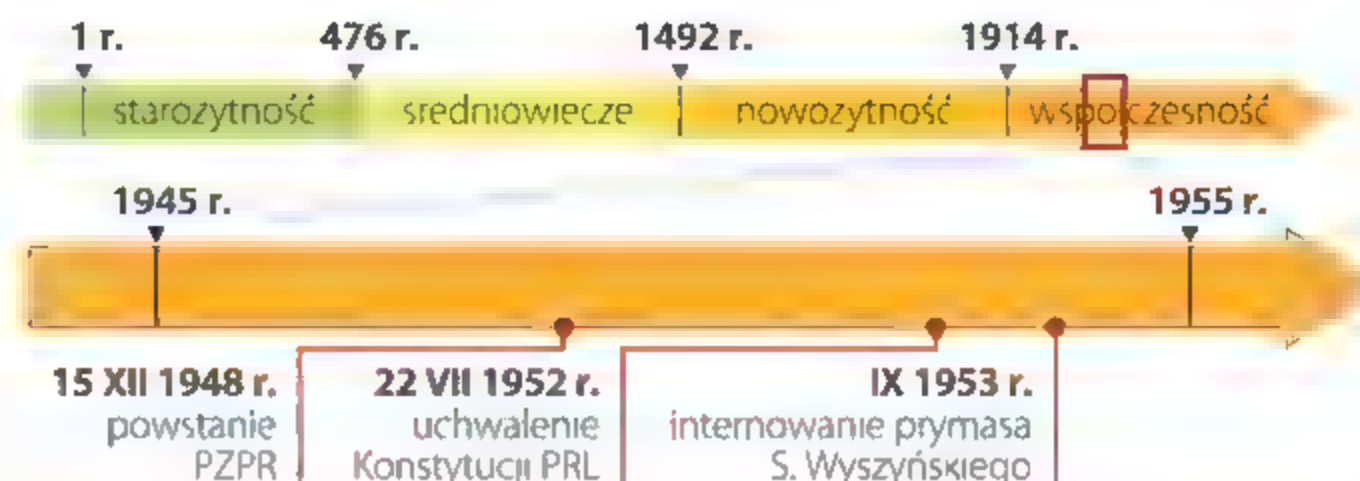 1 r. 476 r. 1492 r. 1914 r.
starożytność średniowiecze nowożytność współczesność
1945 r. 1955 r.
15 XII 1948 r. 22 VII 1952 r. IX 1953 r.
powstanie uchwalenie internowanie prymasa
PZPR Konstytucji PRL S. Wyszyńskiego